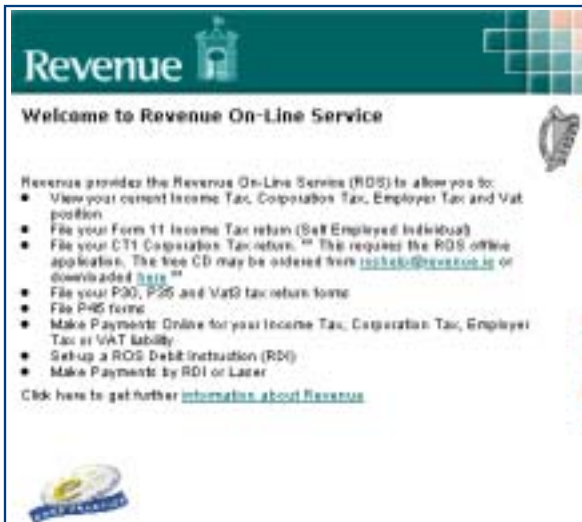 Revenue
Welcome to Revenue On-Line Service
Revenue provides the Revenue On-Line Service (ROS) to allow you to:
● View your current Income Tax, Corporation Tax, Employer Tax and Vat
position
● File your Form 11 Income Tax return (Self Employed Individual)
● File your CT1 Corporation Tax return. ** This requires the ROS offline
application. The free CD may be ordered from roshelp@revenue.ie or
downloaded here **
● File your P30, P35 and Vat3 tax return forms
● File P45 forms
● Make Payments Online for your Income Tax, Corporation Tax, Employer
Tax or VAT liability
● Set-up a ROS Debit Instruction (RDI)
● Make Payments by RDI or Laser
Click here to get further information about Revenue